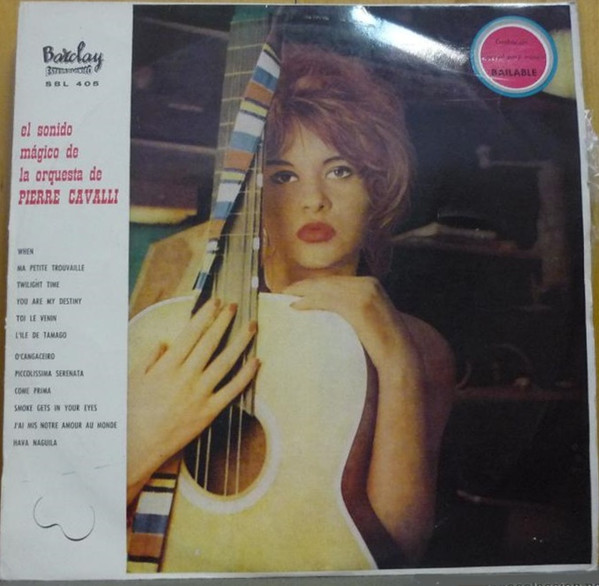 Barclay
SBL 405
el sonido
mágico de
la orquesta de
PIERRE CAVALLI
WHEN
MA PETITE TROUVAILLE
TWILIGHT TIME
YOU ARE MY DESTINY
TOI LE VENIN
L'ILE DE TAMAGO
O'CANGACEIRO
PICCOLISSIMA SERENATA
COME PRIMA
SMOKE GETS IN YOUR EYES
J'AI MIS NOTRE AMOUR AU MONDE
HAVA NAGUILA
BAILABLE